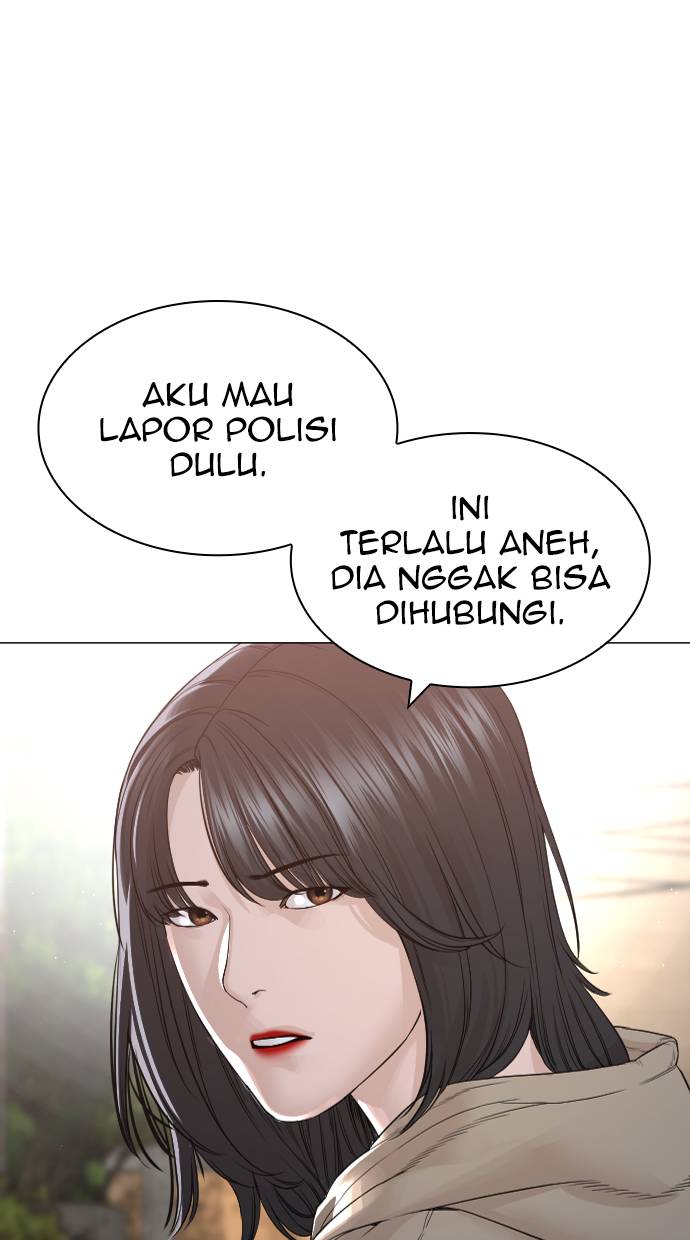 AKU MAU
LAPOR POLISI
DULU.
INI
TERLALU ANEH,
DIA NGGAK BISA
DIHUBUNGI.